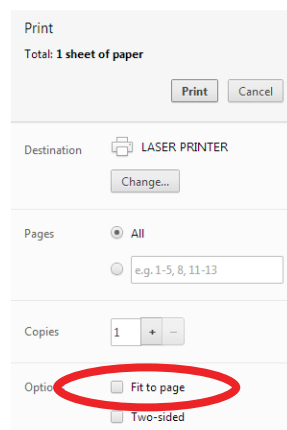 Print
Total: 1 sheet of paper
Print Cancel
Destination LASER PRINTER
Change...
Pages All
e.g. 1-5, 8, 11-13
Copies 1 + −
Option Fit to page
Two-sided